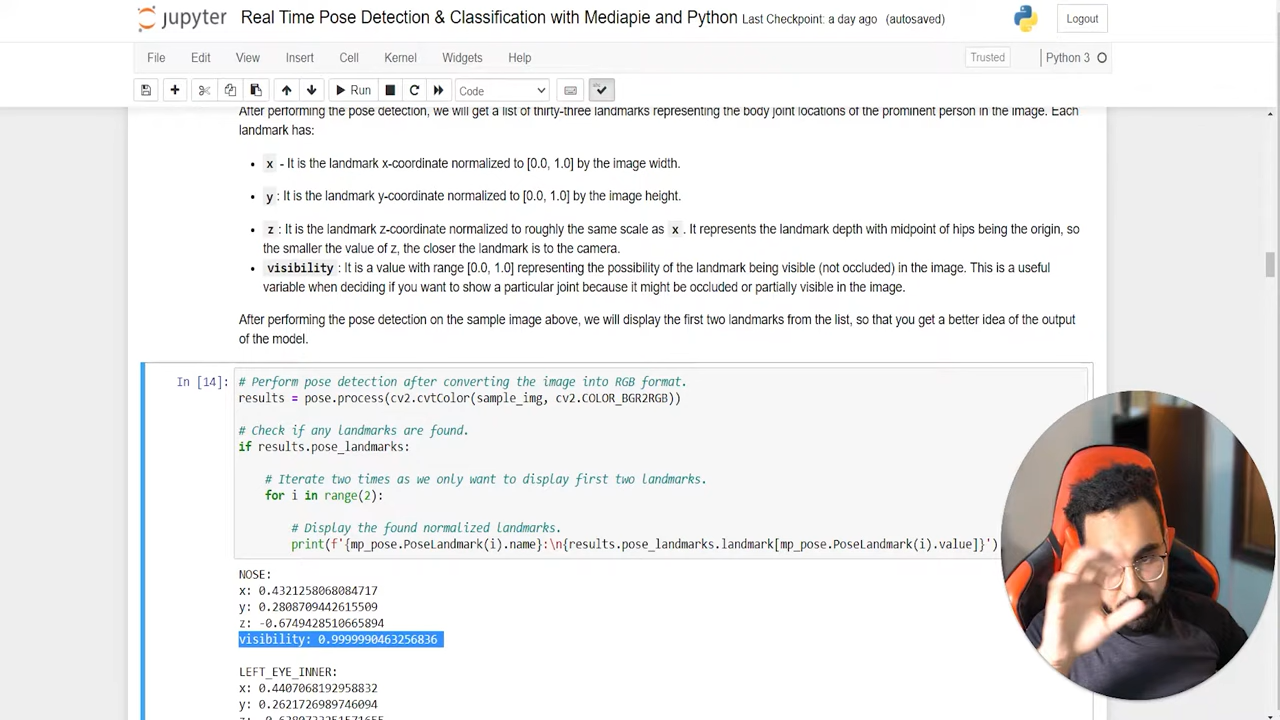 jupyter Real Time Pose Detection & Classification with Mediapie and Python Last Checkpoint: a day ago (autosaved) Logout
File Edit View Insert Cell Kernel Widgets Help Trusted Python 3
Run Code
After performing the pose detection, we will get a list of thirty-three landmarks representing the body joint locations of the prominent person in the image. Each
landmark has:
• x - It is the landmark x-coordinate normalized to [0.0, 1.0] by the image width.
• y : It is the landmark y-coordinate normalized to [0.0, 1.0] by the image height.
• z : It is the landmark z-coordinate normalized to roughly the same scale as x . It represents the landmark depth with midpoint of hips being the origin, so
the smaller the value of z, the closer the landmark is to the camera.
• visibility : It is a value with range [0.0, 1.0] representing the possibility of the landmark being visible (not occluded) in the image. This is a useful
variable when deciding if you want to show a particular joint because it might be occluded or partially visible in the image.
After performing the pose detection on the sample image above, we will display the first two landmarks from the list, so that you get a better idea of the output
of the model.
In [14]: # Perform pose detection after converting the image into RGB format.
results = pose.process(cv2.cvtColor(sample_img, cv2.COLOR_BGR2RGB))
# Check if any landmarks are found.
if results.pose_landmarks:
# Iterate two times as we only want to display first two landmarks.
for i in range(2):
# Display the found normalized landmarks.
print(f'{mp_pose.PoseLandmark(i).name}:\n{results.pose_landmarks.landmark[mp_pose.PoseLandmark(i).value]}')
NOSE:
x: 0.4321258068084717
y: 0.2808709442615509
z: -0.6749428510665894
visibility: 0.9999990463256836
LEFT_EYE_INNER:
x: 0.4407068192958832
y: 0.2621726989746094